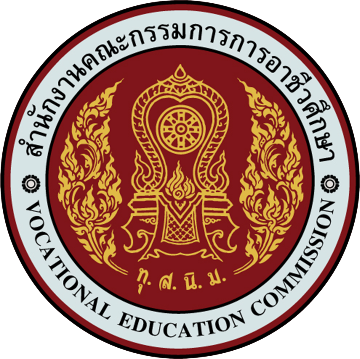 สำนักงานคณะกรรมการการอาชีวศึกษา
ทุ. ส. นิ. ม.
VOCATIONAL EDUCATION COMMISSION